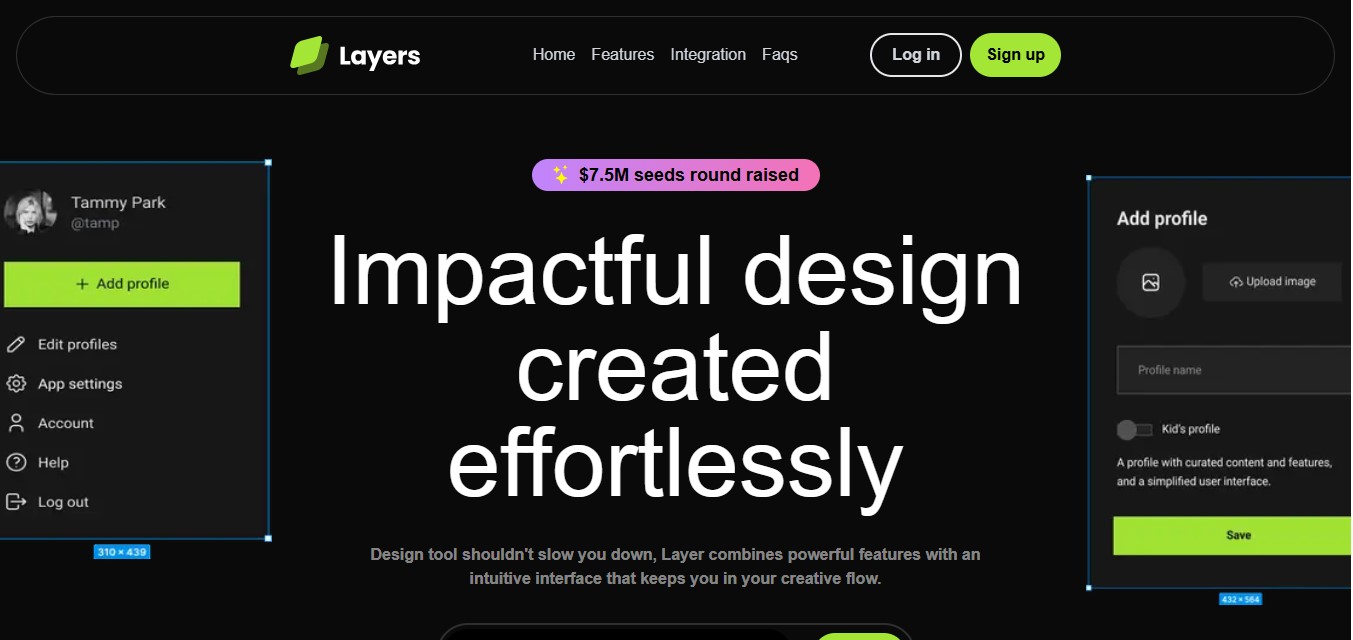 Layers
Home Features Integration Faqs
Log in
Sign up
$7.5M seeds round raised
Impactful design
created
effortlessly
Design tool shouldn't slow you down, Layer combines powerful features with an
intuitive interface that keeps you in your creative flow.
Tammy Park
@tamp
+ Add profile
Edit profiles
App settings
Account
Help
Log out
310 × 439
Add profile
Upload image
Profile name
Kid's profile
A profile with curated content and features,
and a simplified user interface.
Save
432 × 564